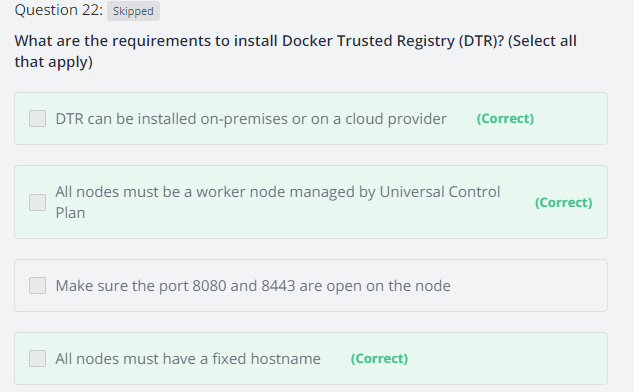 Question 22: Skipped
What are the requirements to install Docker Trusted Registry (DTR)? (Select all
that apply)
DTR can be installed on-premises or on a cloud provider (Correct)
All nodes must be a worker node managed by Universal Control
Plan (Correct)
Make sure the port 8080 and 8443 are open on the node
All nodes must have a fixed hostname (Correct)